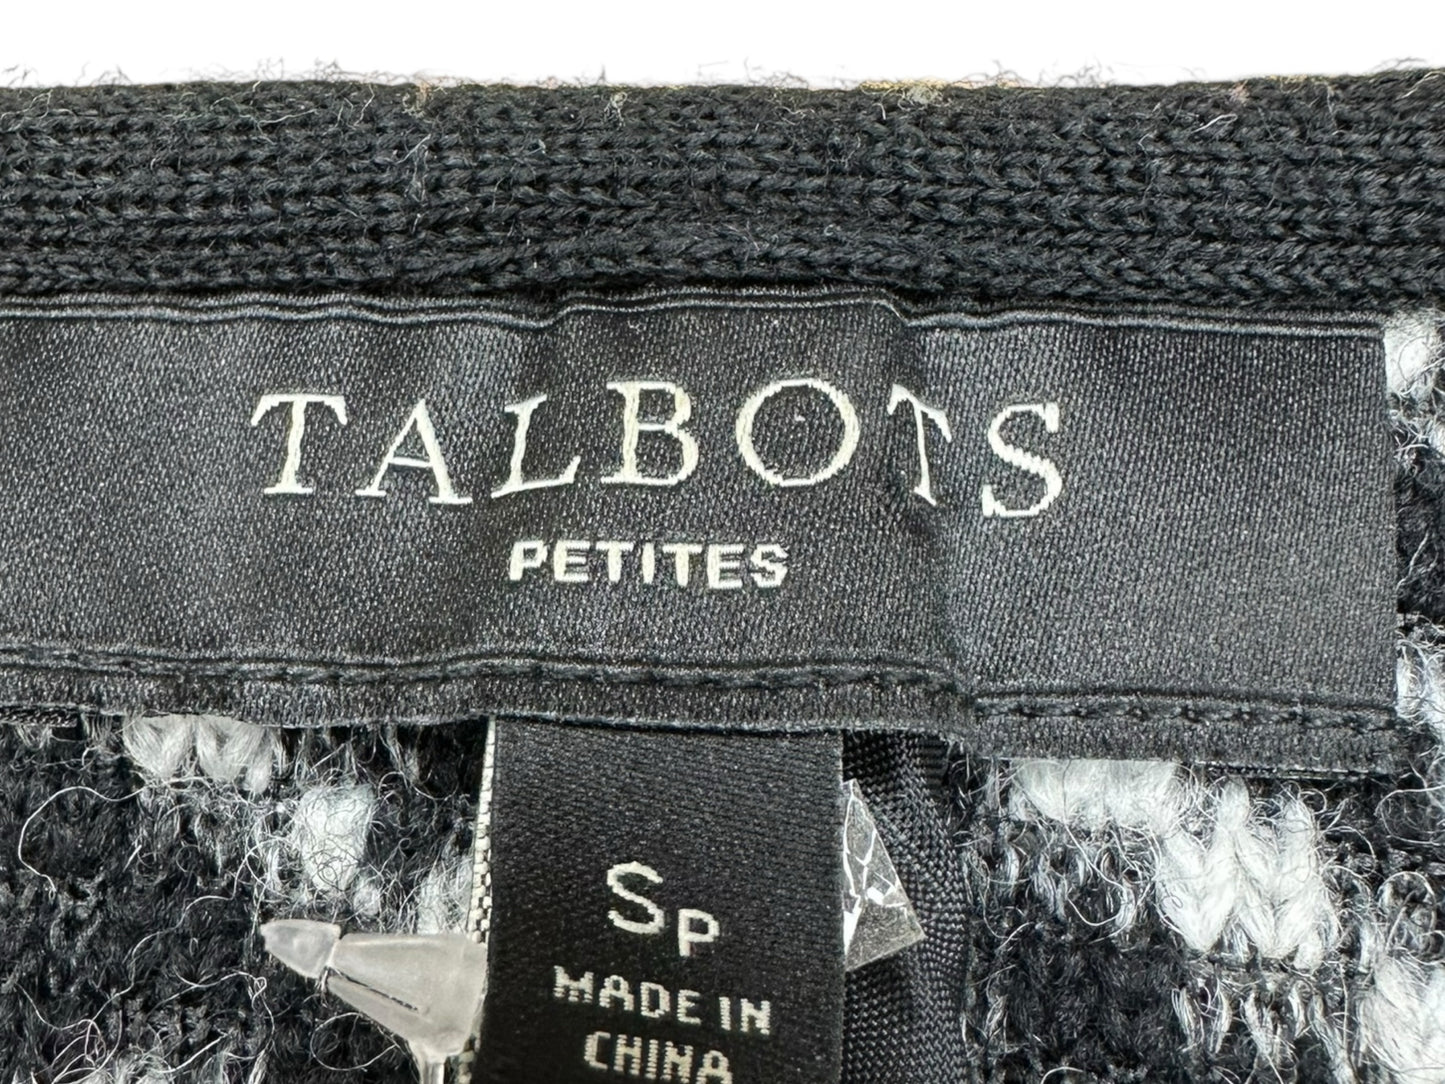 TALBOTS
PETITES
SP
MADE IN
CHINA